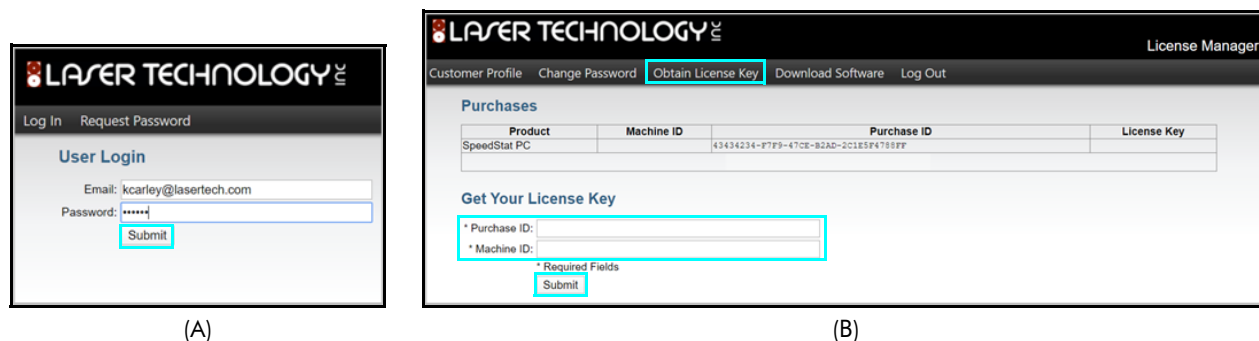 LASER TECHNOLOGY INC
Log In Request Password
User Login
Email: kcarley@lasertech.com
Password: ••••••
Submit
(A)
LASER TECHNOLOGY INC
License Manager
Customer Profile Change Password Obtain License Key Download Software Log Out
Purchases
Product Machine ID Purchase ID License Key
SpeedStat PC 43434234-F7F9-47CE-B2AD-2C1E5F4788FF
Get Your License Key
* Purchase ID:
* Machine ID:
* Required Fields
Submit
(B)